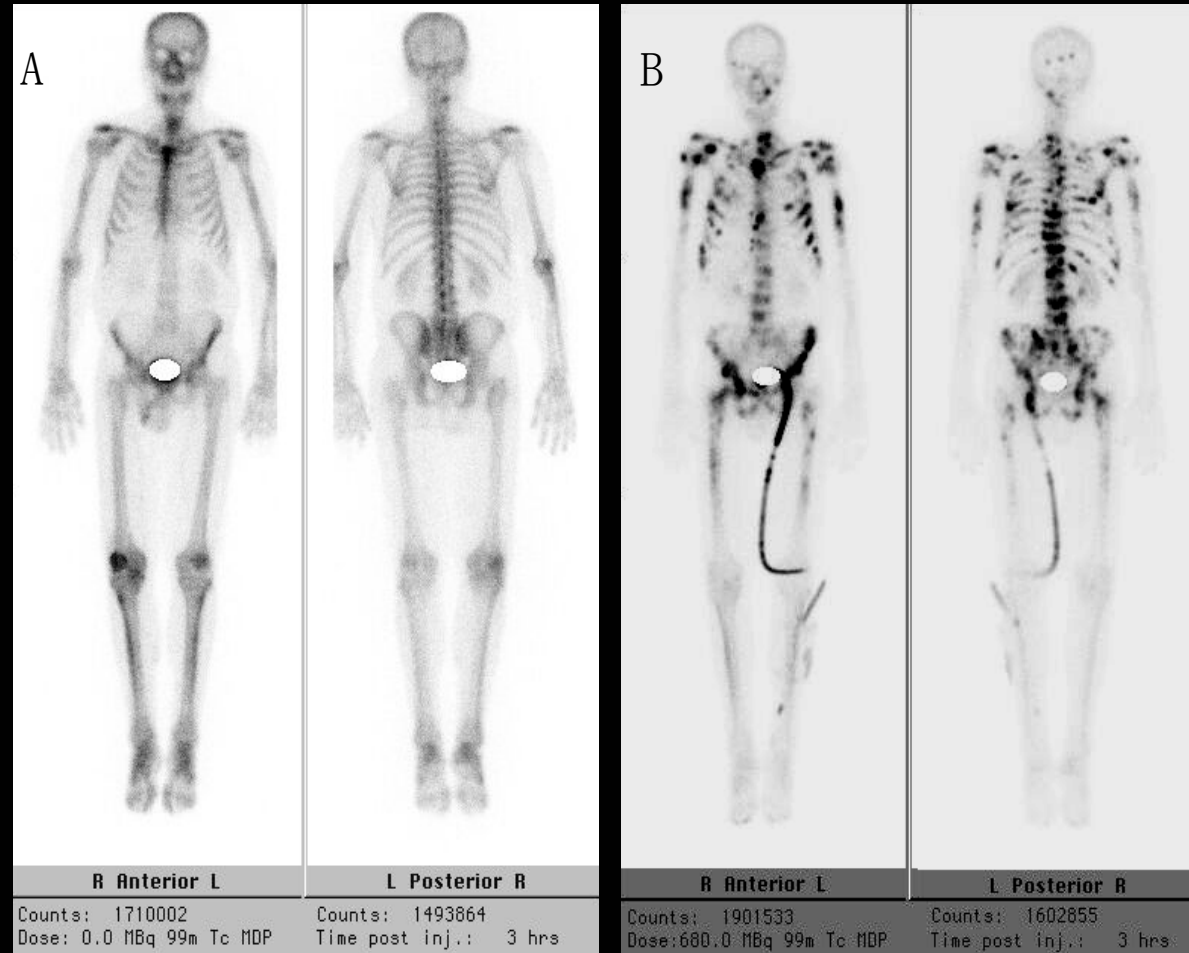 A
B
R Anterior L
L Posterior R
Counts: 1710002
Counts: 1493864
Dose: 0.0 MBq 99m Tc MDP
Time post inj.: 3 hrs
R Anterior L
L Posterior R
Counts: 1901533
Counts: 1602855
Dose:680.0 MBq 99m Tc MDP
Time post inj.: 3 hrs